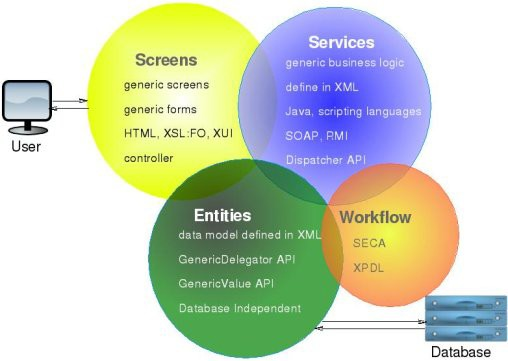 Screens
generic screens
generic forms
HTML, XSL:FO, XUI
controller
Services
generic business logic
define in XML
Java, scripting languages
SOAP, RMI
Dispatcher API
User
Entities
data model defined in XML
GenericDelegator API
GenericValue API
Database Independent
Workflow
SECA
XPDL
Database